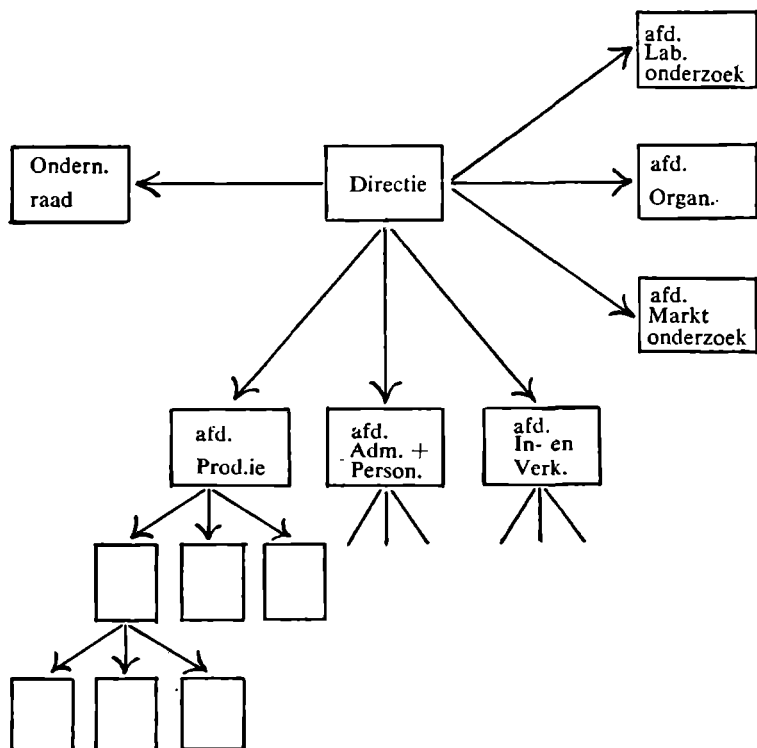 afd.
Lab.
onderzoek
Ondern.
raad
Directie
afd.
Organ.
afd.
Markt
onderzoek
afd.
Prod.ie
afd.
Adm. +
Person.
afd.
In- en
Verk.